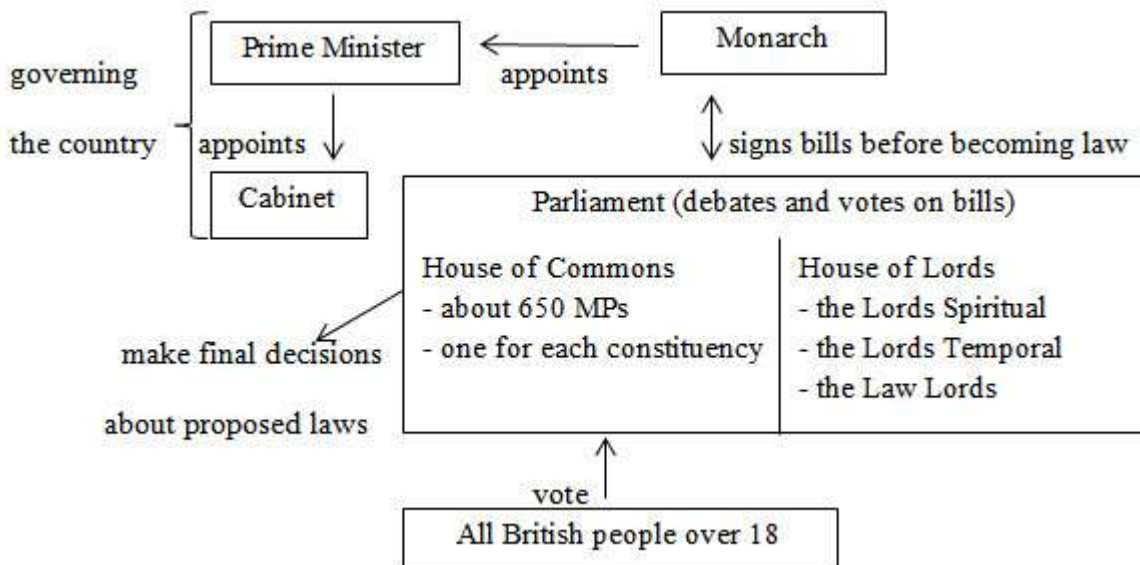 Prime Minister
Monarch
appoints
governing
the country
appoints
signs bills before becoming law
Cabinet
Parliament (debates and votes on bills)
House of Commons
- about 650 MPs
- one for each constituency
House of Lords
- the Lords Spiritual
- the Lords Temporal
- the Law Lords
make final decisions
about proposed laws
vote
All British people over 18